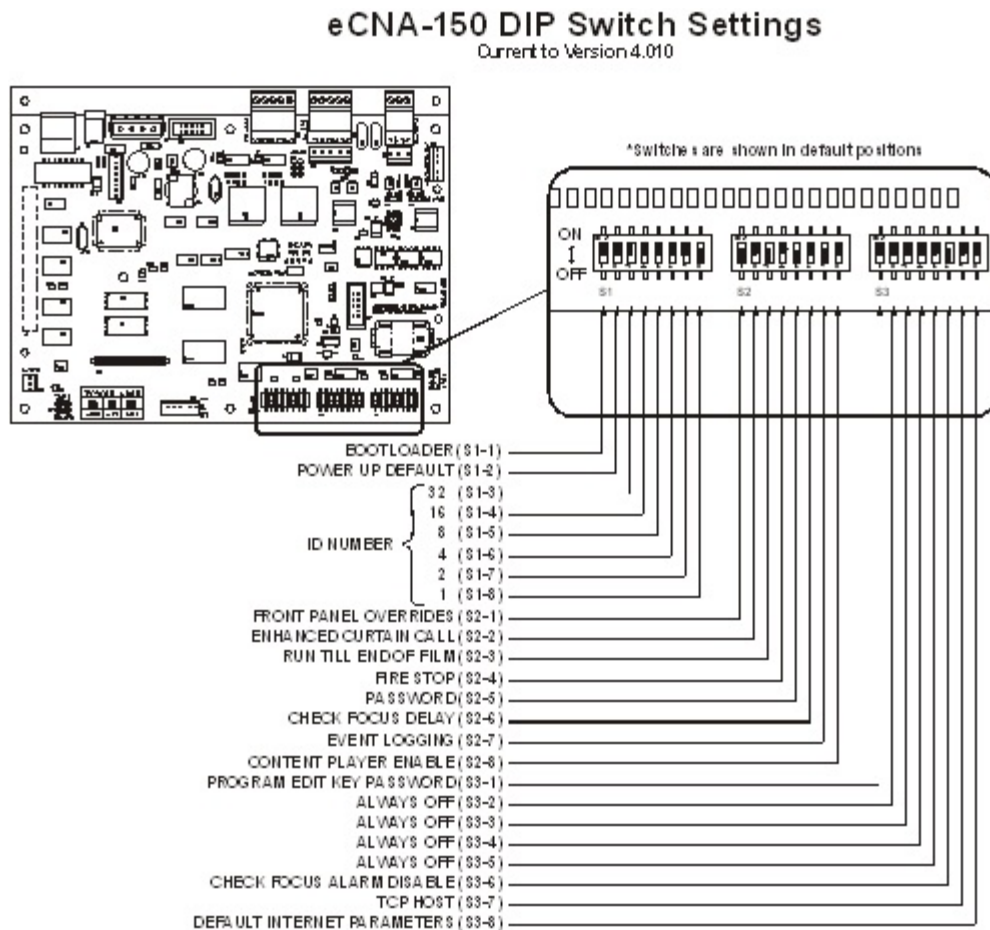 eCNA-150 DIP Switch Settings
Current to Version 4.010
*Switches are shown in default positions
ON
OFF
S1
S2
S3
BOOTLOADER (S1-1)
POWER UP DEFAULT (S1-2)
ID NUMBER
32 (S1-3)
16 (S1-4)
8 (S1-5)
4 (S1-6)
2 (S1-7)
1 (S1-8)
FRONT PANEL OVERRIDES (S2-1)
ENHANCED CURTAIN CALL (S2-2)
RUN TILL END OF FILM (S2-3)
FIRE STOP (S2-4)
PASSWORD (S2-5)
CHECK FOCUS DELAY (S2-6)
EVENT LOGGING (S2-7)
CONTENT PLAYER ENABLE (S2-8)
PROGRAM EDIT KEY PASSWORD (S3-1)
ALWAYS OFF (S3-2)
ALWAYS OFF (S3-3)
ALWAYS OFF (S3-4)
ALWAYS OFF (S3-5)
CHECK FOCUS ALARM DISABLE (S3-6)
TCP HOST (S3-7)
DEFAULT INTERNET PARAMETERS (S3-8)